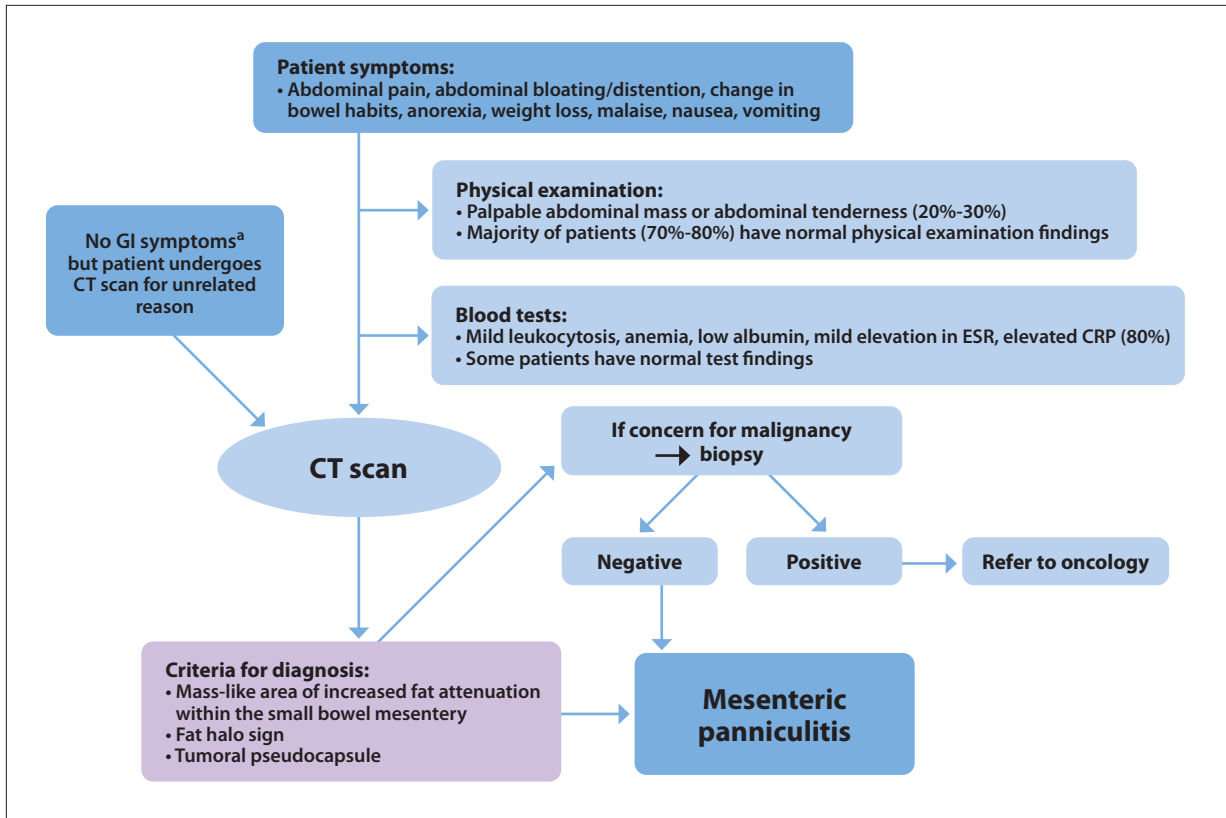 Patient symptoms:
• Abdominal pain, abdominal bloating/distention, change in
bowel habits, anorexia, weight loss, malaise, nausea, vomiting
Physical examination:
• Palpable abdominal mass or abdominal tenderness (20%-30%)
• Majority of patients (70%-80%) have normal physical examination findings
No GI symptomsᵃ
but patient undergoes
CT scan for unrelated
reason
Blood tests:
• Mild leukocytosis, anemia, low albumin, mild elevation in ESR, elevated CRP (80%)
• Some patients have normal test findings
CT scan
If concern for malignancy
→ biopsy
Negative
Positive
Refer to oncology
Criteria for diagnosis:
• Mass-like area of increased fat attenuation
within the small bowel mesentery
• Fat halo sign
• Tumoral pseudocapsule
Mesenteric
panniculitis